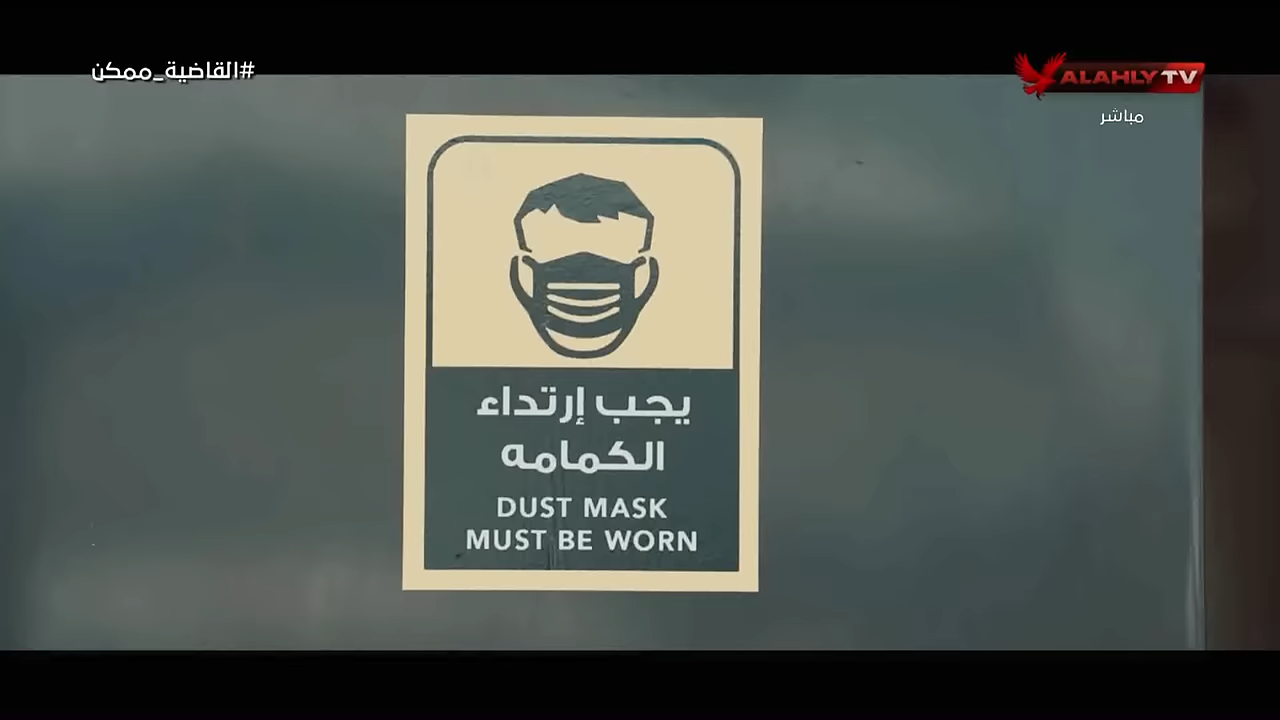 #القاضية_ممكن
ALAHLY TV
مباشر
يجب إرتداء
الكمامه
DUST MASK
MUST BE WORN